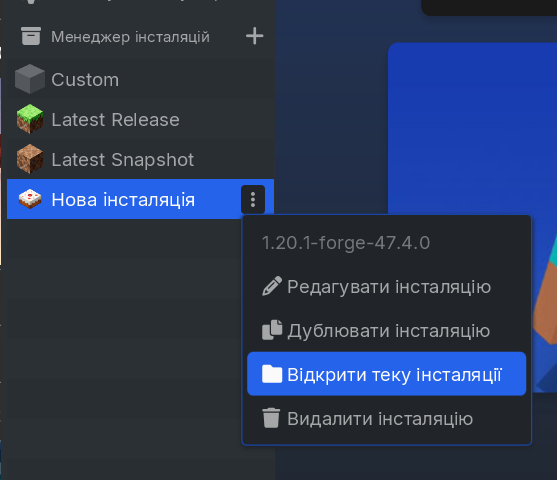 Менеджер інсталяцій
Custom
Latest Release
Latest Snapshot
Нова інсталяція
1.20.1-forge-47.4.0
Редагувати інсталяцію
Дублювати інсталяцію
Відкрити теку інсталяції
Видалити інсталяцію